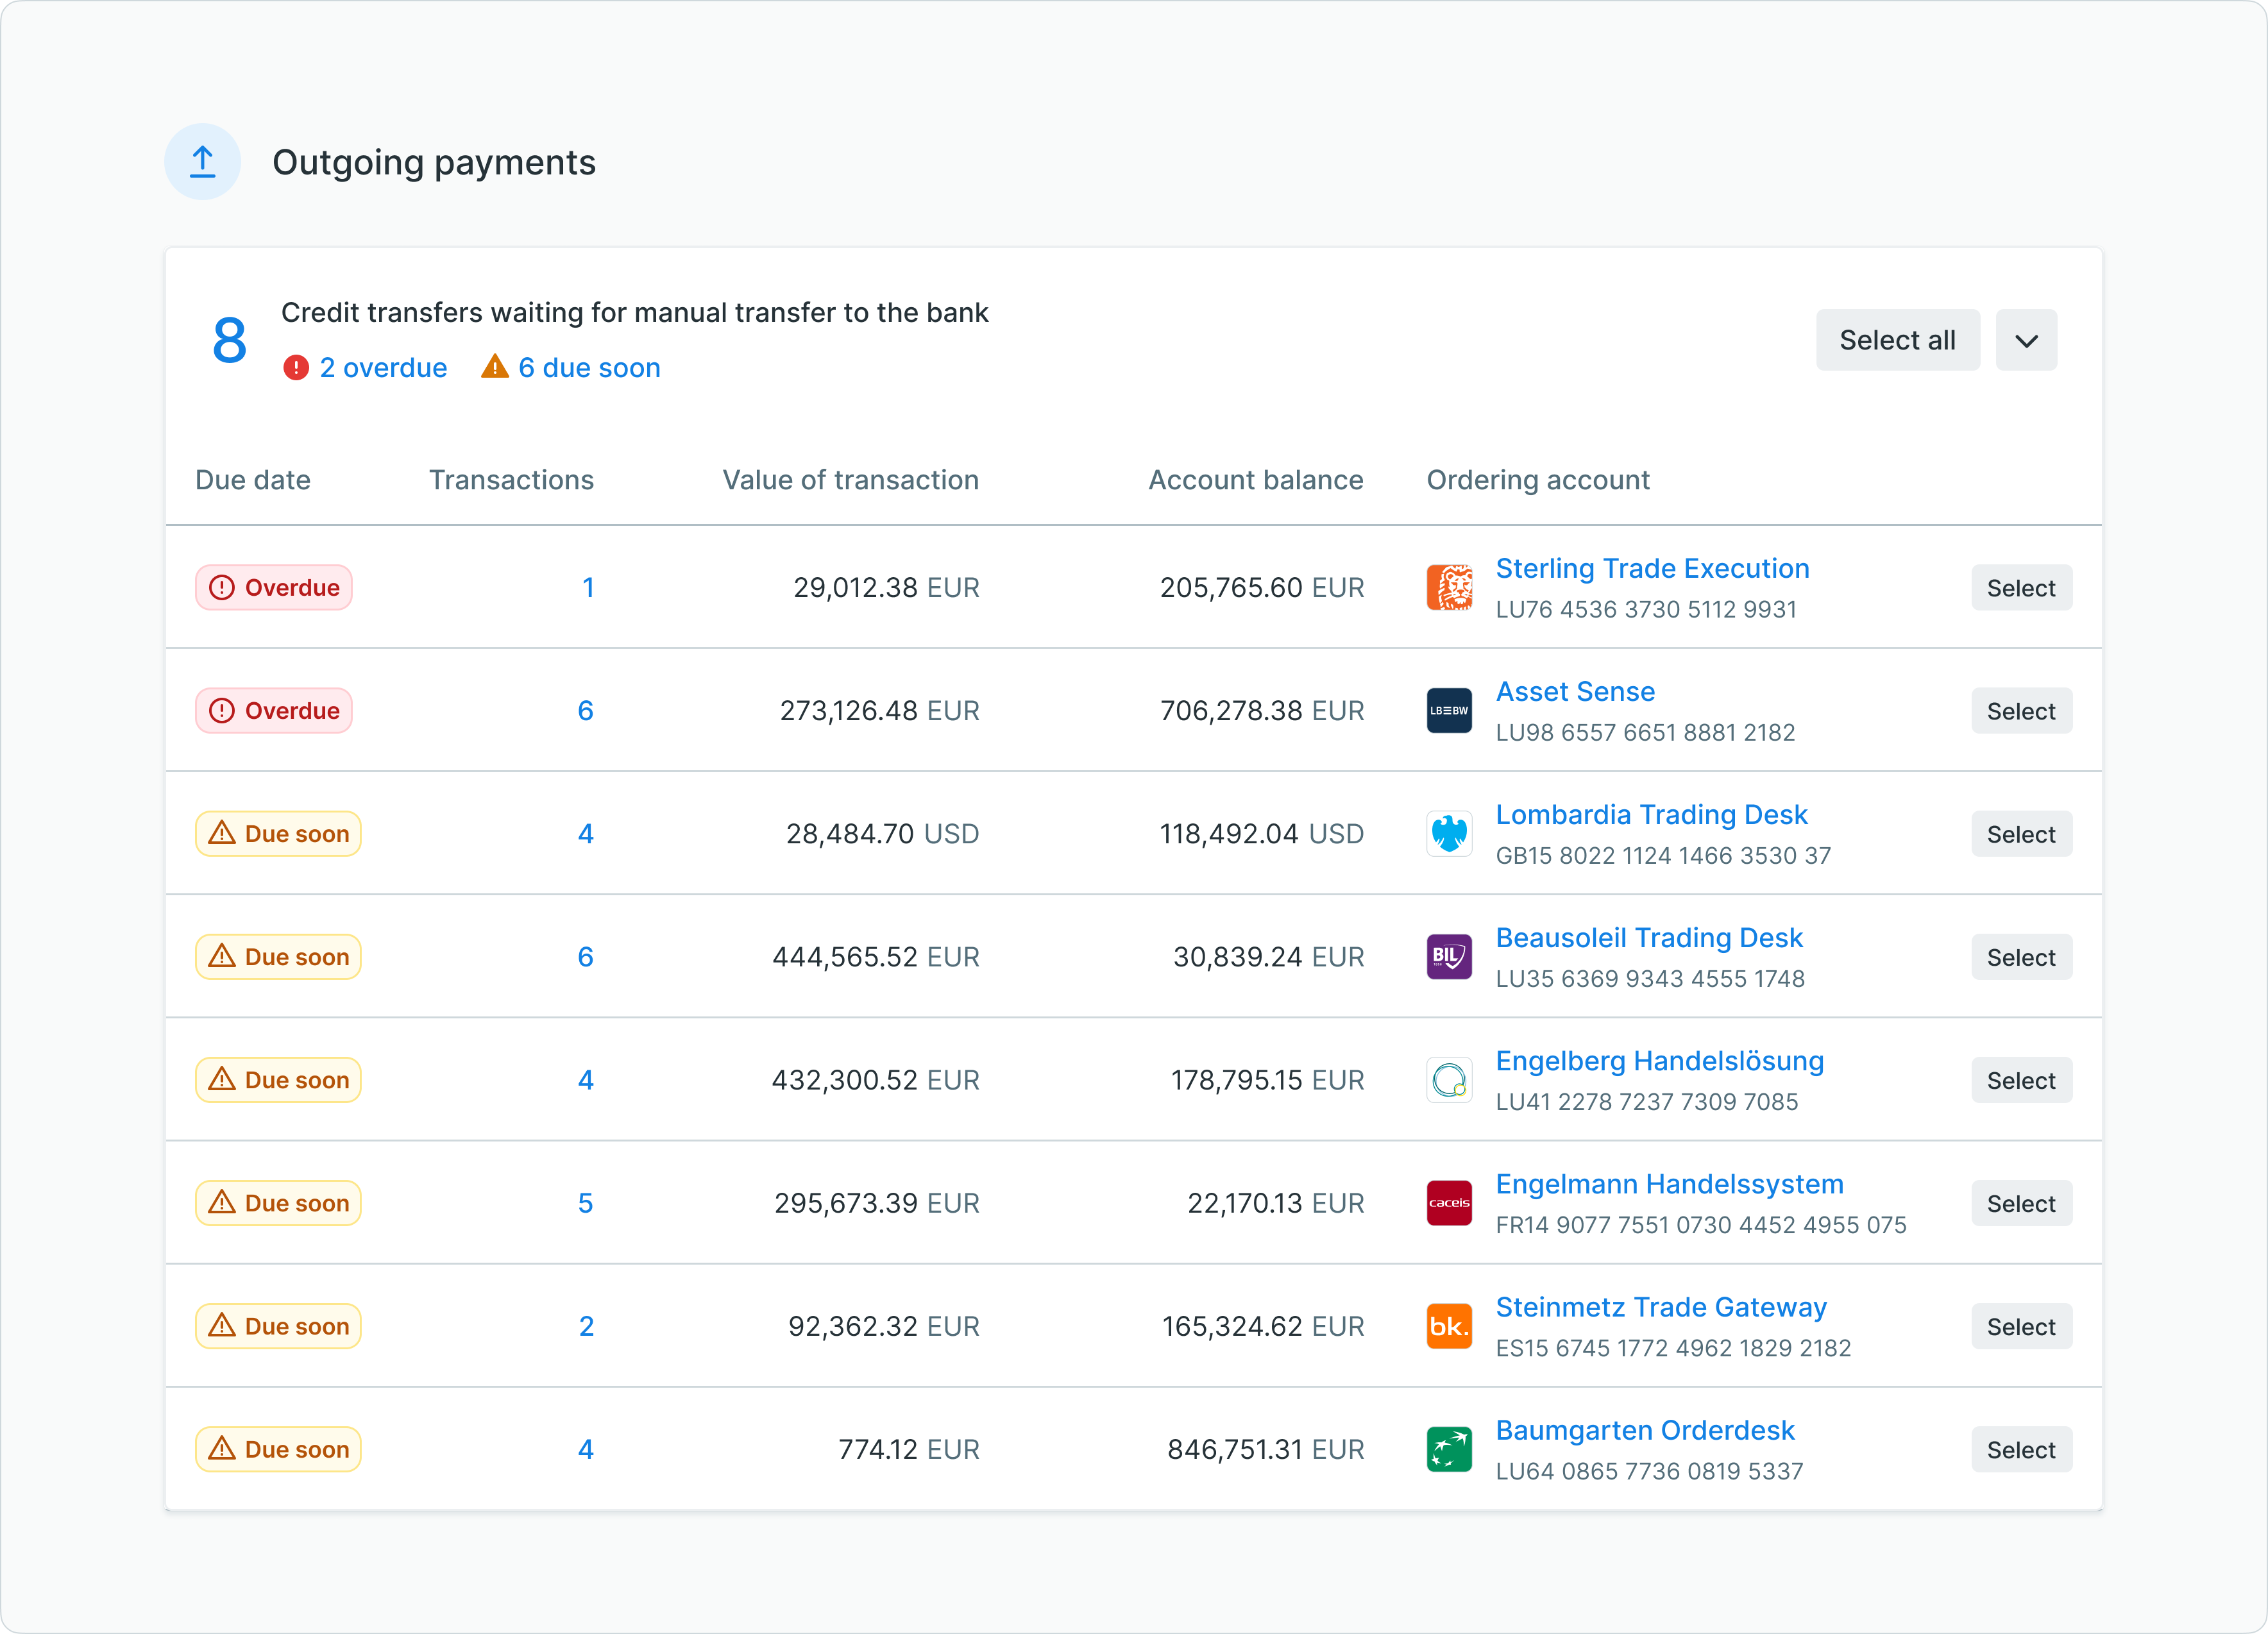 Outgoing payments
8
Credit transfers waiting for manual transfer to the bank
2 overdue 6 due soon
Select all
Due date Transactions Value of transaction Account balance Ordering account
Overdue 1 29,012.38 EUR 205,765.60 EUR Sterling Trade Execution Select
LU76 4536 3730 5112 9931
Overdue 6 273,126.48 EUR 706,278.38 EUR LB≡BW Asset Sense Select
LU98 6557 6651 8881 2182
Due soon 4 28,484.70 USD 118,492.04 USD Lombardia Trading Desk Select
GB15 8022 1124 1466 3530 37
Due soon 6 444,565.52 EUR 30,839.24 EUR BIL Beausoleil Trading Desk Select
LU35 6369 9343 4555 1748
Due soon 4 432,300.52 EUR 178,795.15 EUR Engelberg Handelslösung Select
LU41 2278 7237 7309 7085
Due soon 5 295,673.39 EUR 22,170.13 EUR caceis Engelmann Handelssystem Select
FR14 9077 7551 0730 4452 4955 075
Due soon 2 92,362.32 EUR 165,324.62 EUR bk. Steinmetz Trade Gateway Select
ES15 6745 1772 4962 1829 2182
Due soon 4 774.12 EUR 846,751.31 EUR Baumgarten Orderdesk Select
LU64 0865 7736 0819 5337